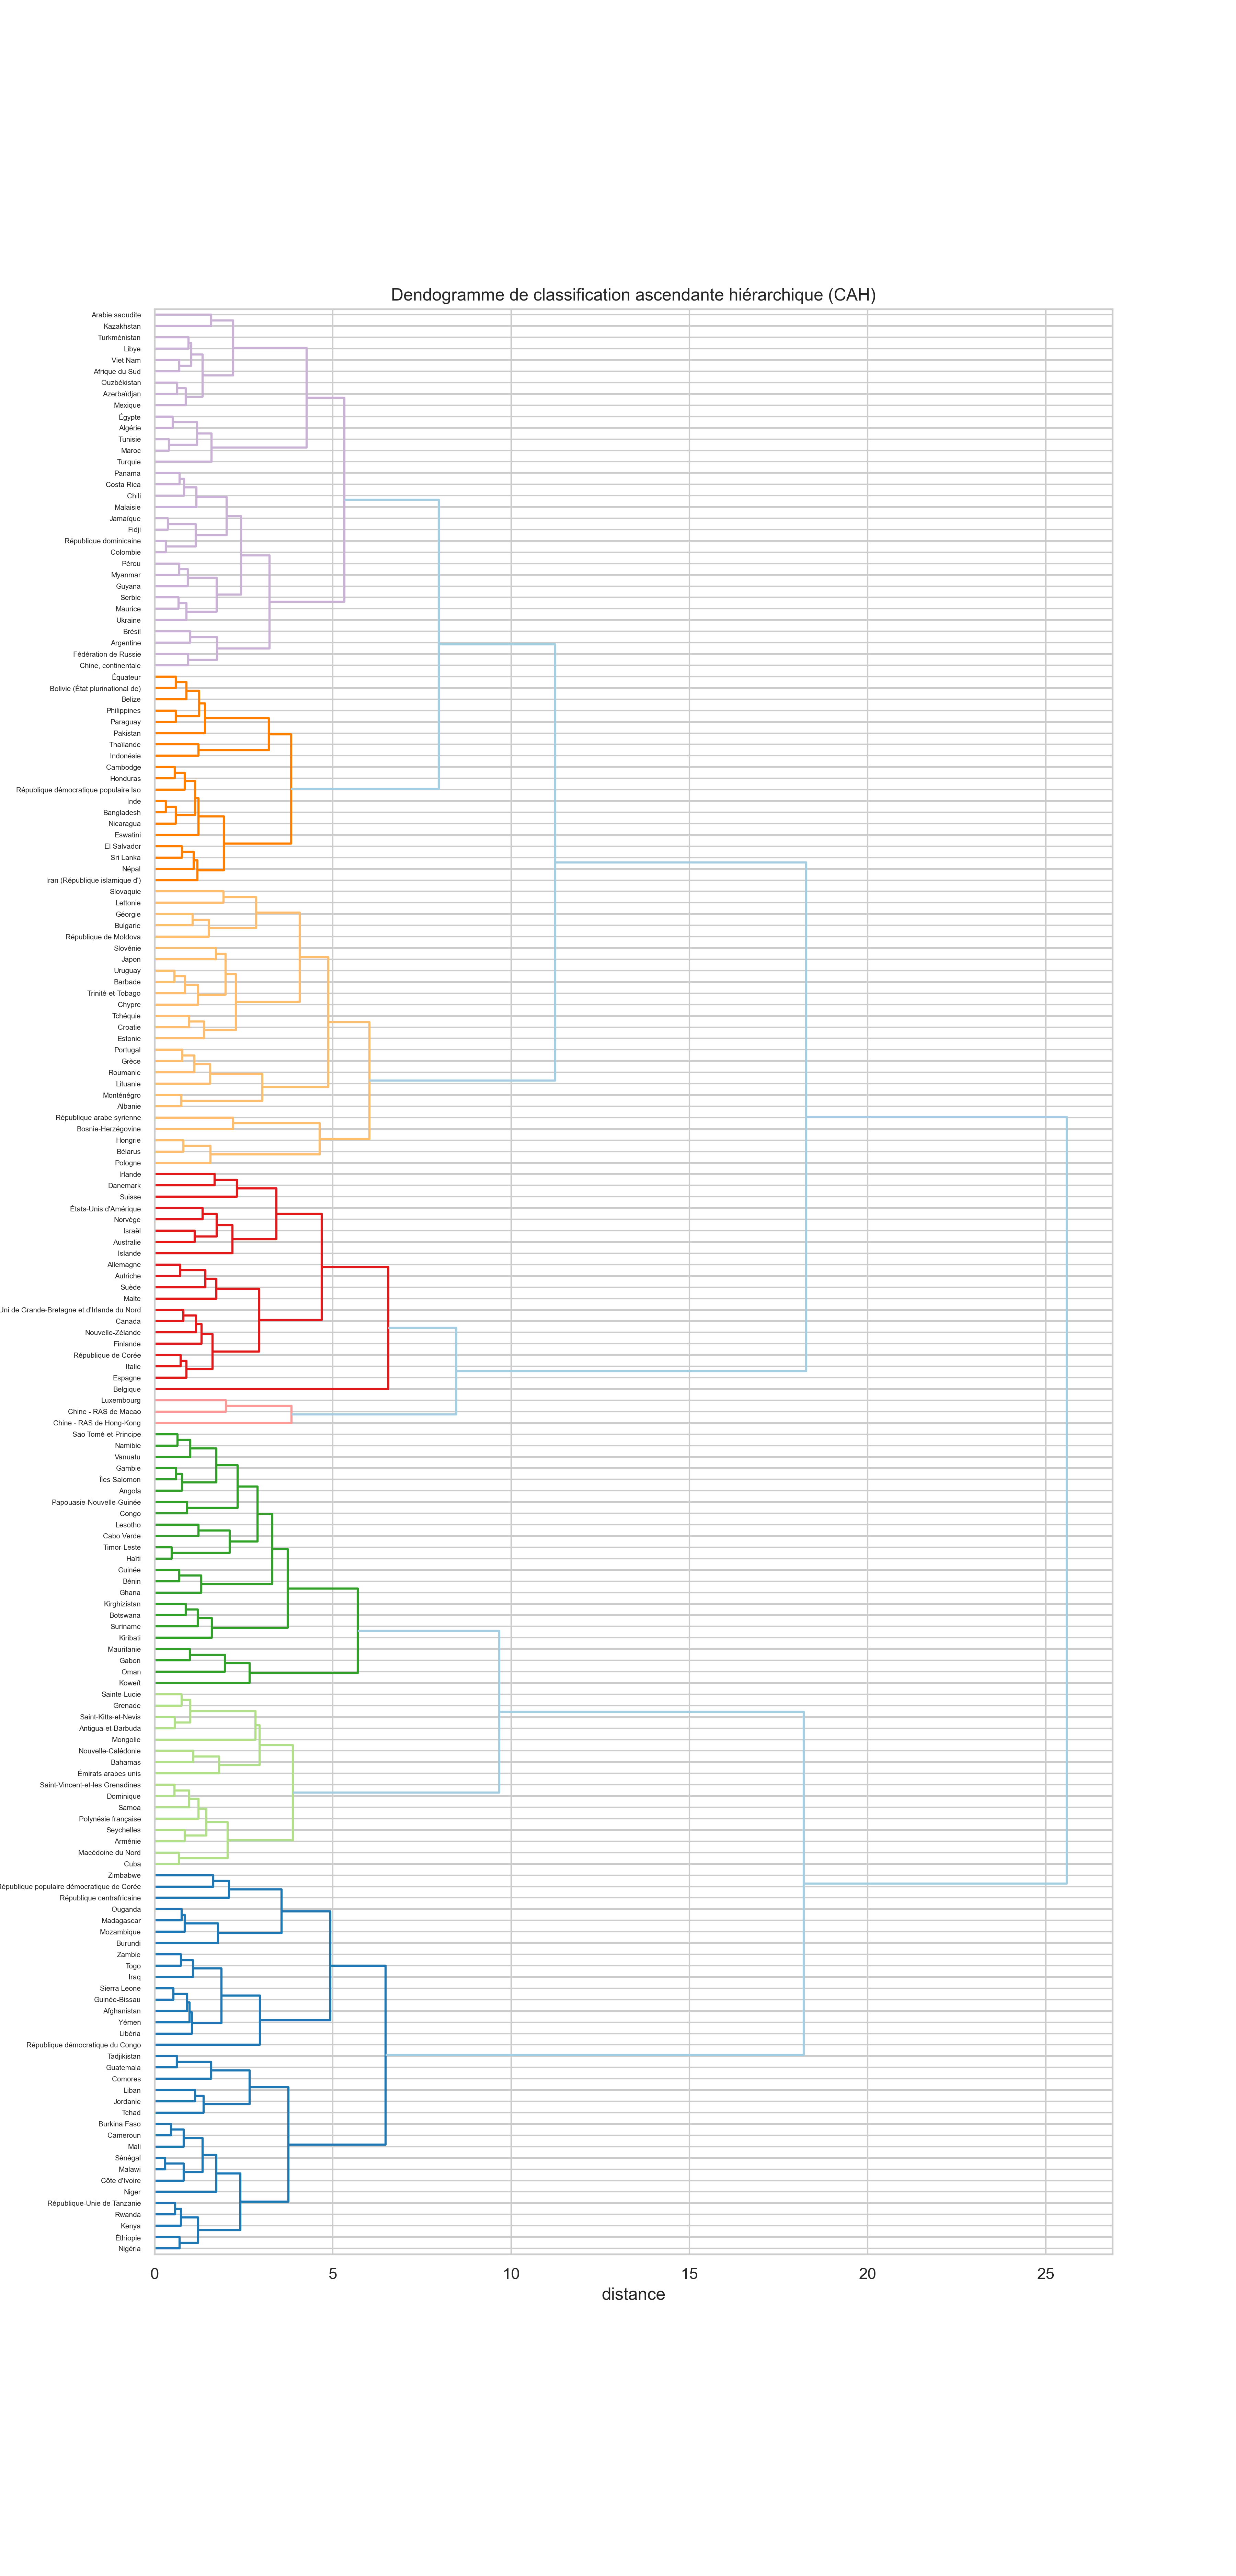 Dendogramme de classification ascendante hiérarchique (CAH)
Arabie saoudite
Kazakhstan
Turkménistan
Libye
Viet Nam
Afrique du Sud
Ouzbékistan
Azerbaïdjan
Mexique
Égypte
Algérie
Tunisie
Maroc
Turquie
Panama
Costa Rica
Chili
Malaisie
Jamaïque
Fidji
République dominicaine
Colombie
Pérou
Myanmar
Guyana
Serbie
Maurice
Ukraine
Brésil
Argentine
Fédération de Russie
Chine, continentale
Équateur
Bolivie (État plurinational de)
Belize
Philippines
Paraguay
Pakistan
Thaïlande
Indonésie
Cambodge
Honduras
République démocratique populaire lao
Inde
Bangladesh
Nicaragua
Eswatini
El Salvador
Sri Lanka
Népal
Iran (République islamique d')
Slovaquie
Lettonie
Géorgie
Bulgarie
République de Moldova
Slovénie
Japon
Uruguay
Barbade
Trinité-et-Tobago
Chypre
Tchéquie
Croatie
Estonie
Portugal
Grèce
Roumanie
Lituanie
Monténégro
Albanie
République arabe syrienne
Bosnie-Herzégovine
Hongrie
Bélarus
Pologne
Irlande
Danemark
Suisse
États-Unis d'Amérique
Norvège
Israël
Australie
Islande
Allemagne
Autriche
Suède
Malte
Uni de Grande-Bretagne et d'Irlande du Nord
Canada
Nouvelle-Zélande
Finlande
République de Corée
Italie
Espagne
Belgique
Luxembourg
Chine - RAS de Macao
Chine - RAS de Hong-Kong
Sao Tomé-et-Principe
Namibie
Vanuatu
Gambie
Îles Salomon
Angola
Papouasie-Nouvelle-Guinée
Congo
Lesotho
Cabo Verde
Timor-Leste
Haïti
Guinée
Bénin
Ghana
Kirghizistan
Botswana
Suriname
Kiribati
Mauritanie
Gabon
Oman
Koweït
Sainte-Lucie
Grenade
Saint-Kitts-et-Nevis
Antigua-et-Barbuda
Mongolie
Nouvelle-Calédonie
Bahamas
Émirats arabes unis
Saint-Vincent-et-les Grenadines
Dominique
Samoa
Polynésie française
Seychelles
Arménie
Macédoine du Nord
Cuba
Zimbabwe
République populaire démocratique de Corée
République centrafricaine
Ouganda
Madagascar
Mozambique
Burundi
Zambie
Togo
Iraq
Sierra Leone
Guinée-Bissau
Afghanistan
Yémen
Libéria
République démocratique du Congo
Tadjikistan
Guatemala
Comores
Liban
Jordanie
Tchad
Burkina Faso
Cameroun
Mali
Sénégal
Malawi
Côte d'Ivoire
Niger
République-Unie de Tanzanie
Rwanda
Kenya
Éthiopie
Nigéria
0 5 10 15 20 25
distance